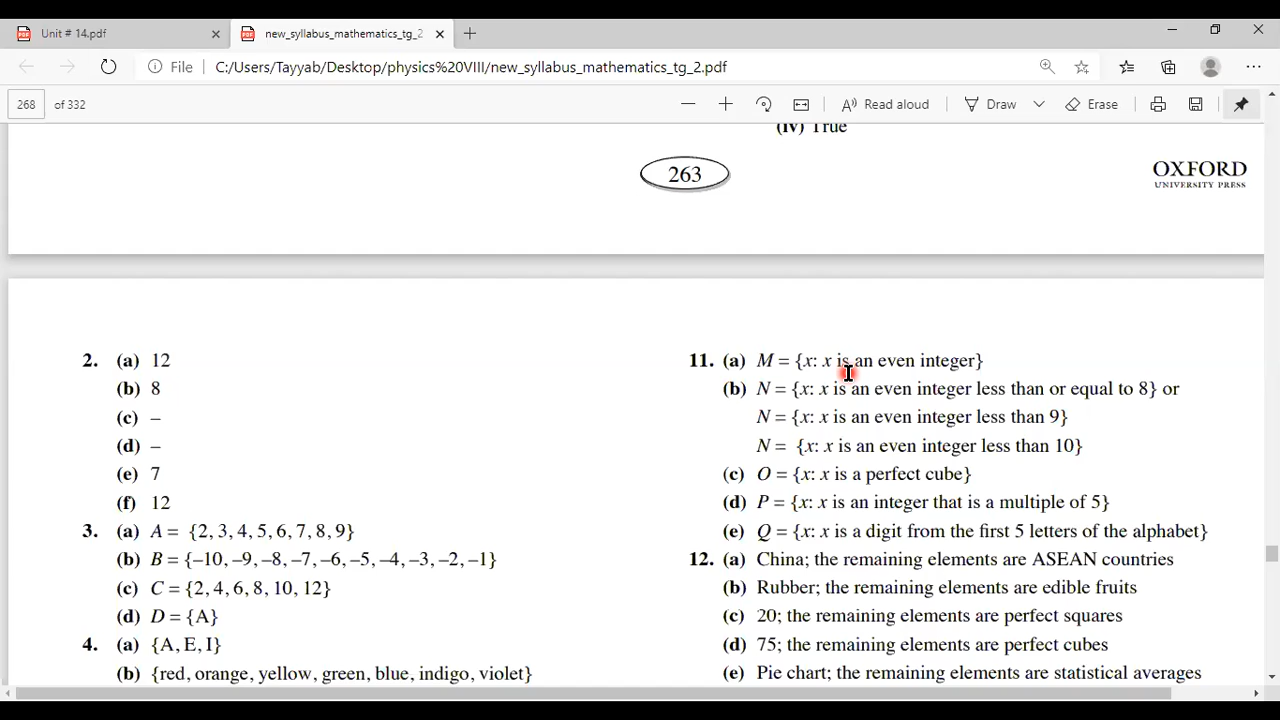 Unit # 14.pdf
new_syllabus_mathematics_tg_2
File
C:/Users/Tayyab/Desktop/physics%20VIII/new_syllabus_mathematics_tg_2.pdf
268 of 332
Read aloud
Draw
Erase
(iv) True
263
OXFORD
UNIVERSITY PRESS
2. (a) 12
(b) 8
(c) –
(d) –
(e) 7
(f) 12
3. (a) A = {2, 3, 4, 5, 6, 7, 8, 9}
(b) B = {–10, –9, –8, –7, –6, –5, –4, –3, –2, –1}
(c) C = {2, 4, 6, 8, 10, 12}
(d) D = {A}
4. (a) {A, E, I}
(b) {red, orange, yellow, green, blue, indigo, violet}
11. (a) M = {x: x is an even integer}
(b) N = {x: x is an even integer less than or equal to 8} or
N = {x: x is an even integer less than 9}
N = {x: x is an even integer less than 10}
(c) O = {x: x is a perfect cube}
(d) P = {x: x is an integer that is a multiple of 5}
(e) Q = {x: x is a digit from the first 5 letters of the alphabet}
12. (a) China; the remaining elements are ASEAN countries
(b) Rubber; the remaining elements are edible fruits
(c) 20; the remaining elements are perfect squares
(d) 75; the remaining elements are perfect cubes
(e) Pie chart; the remaining elements are statistical averages